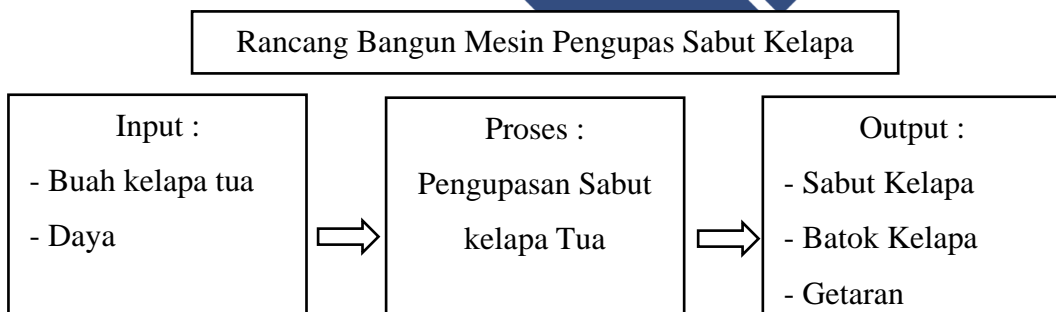 Rancang Bangun Mesin Pengupas Sabut Kelapa
Input :
- Buah kelapa tua
- Daya
Proses :
Pengupasan Sabut
kelapa Tua
Output :
- Sabut Kelapa
- Batok Kelapa
- Getaran